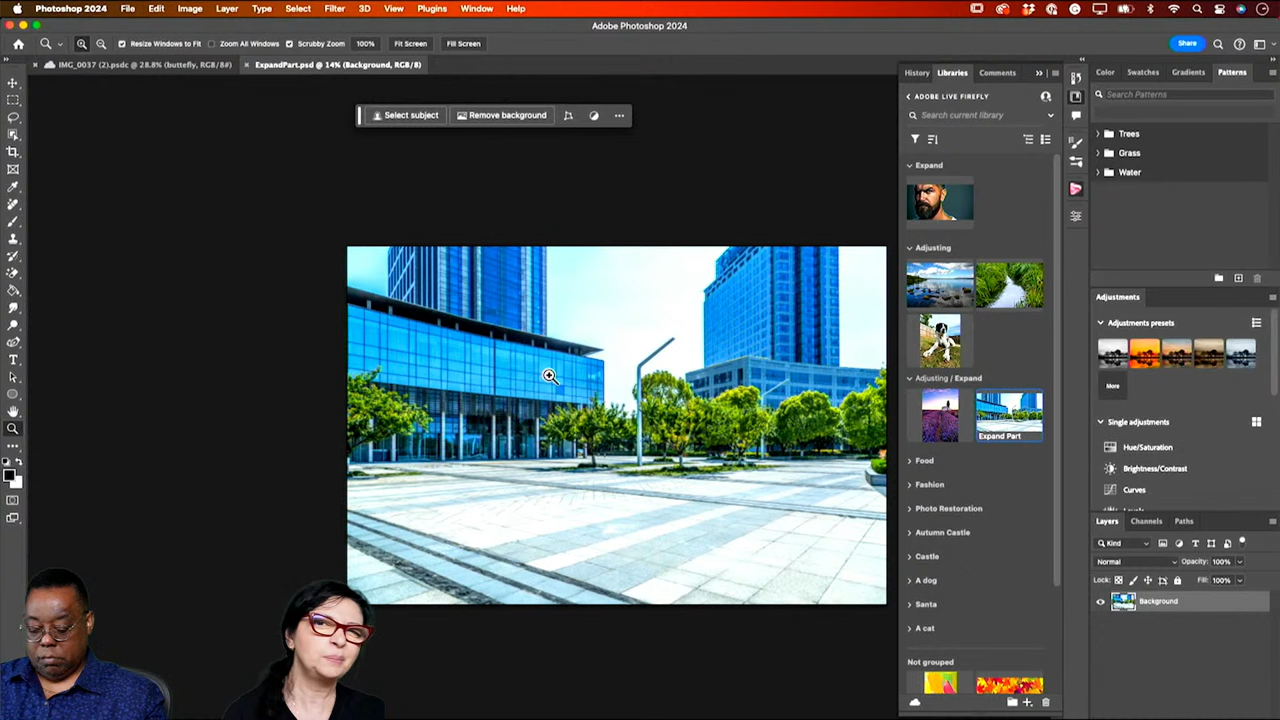 Photoshop 2024 File Edit Image Layer Type Select Filter 3D View Plugins Window Help
Adobe Photoshop 2024
Resize Windows to Fit Zoom All Windows Scrubby Zoom 100% Fit Screen Fill Screen Share
× IMG_0037 (2).psdc @ 28.8% (buttefly, RGB/8#) × ExpandPart.psd @ 14% (Background, RGB/8)
Select subject Remove background
History Libraries Comments
ADOBE LIVE FIREFLY
Search current library
Expand
Adjusting
Adjusting / Expand
Expand Part
Food
Fashion
Photo Restoration
Autumn Castle
Castle
A dog
Santa
A cat
Not grouped
Color Swatches Gradients Patterns
Search Patterns
Trees
Grass
Water
Adjustments
Adjustments presets
More
Single adjustments
Hue/Saturation
Brightness/Contrast
Curves
Layers Channels Paths
Kind
Normal Opacity: 100%
Lock: Fill: 100%
Background